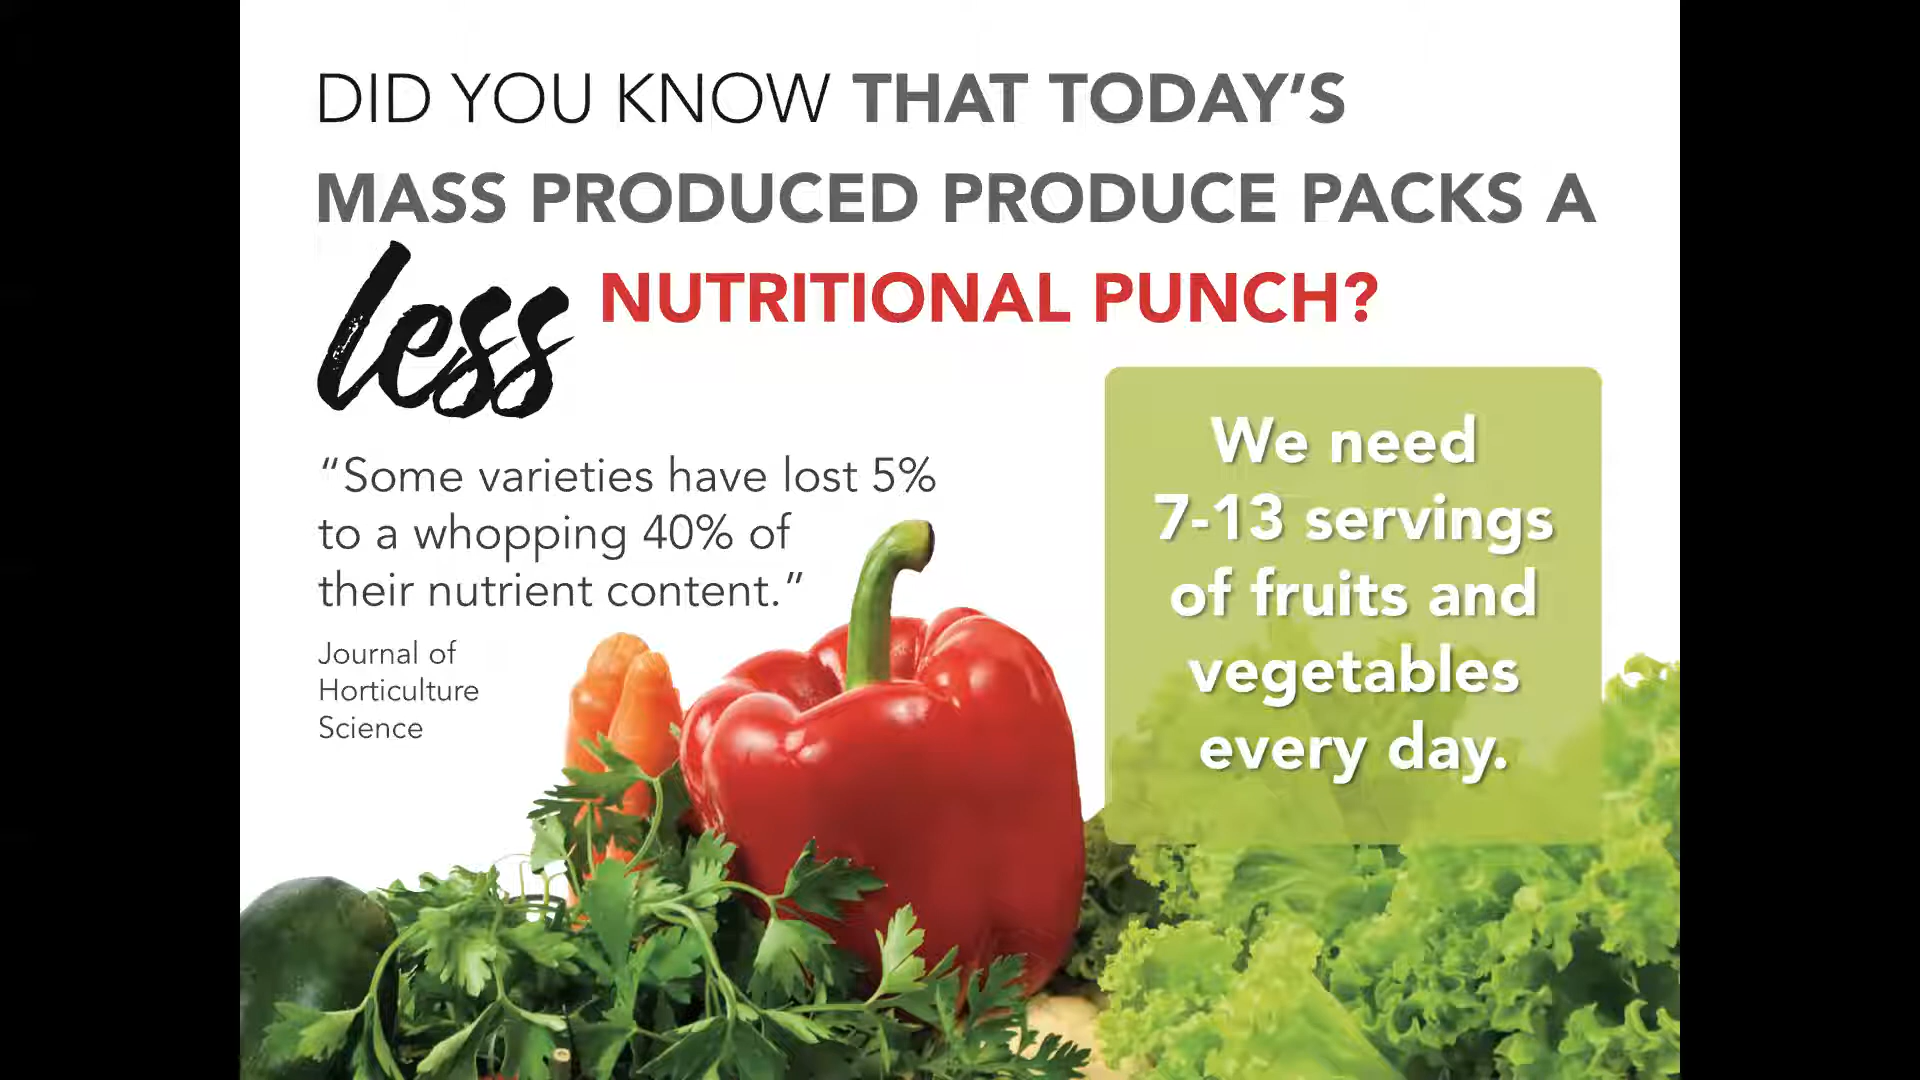 DID YOU KNOW THAT TODAY’S
MASS PRODUCED PRODUCE PACKS A
less NUTRITIONAL PUNCH?
“Some varieties have lost 5%
to a whopping 40% of
their nutrient content.”
Journal of
Horticulture
Science
We need
7-13 servings
of fruits and
vegetables
every day.